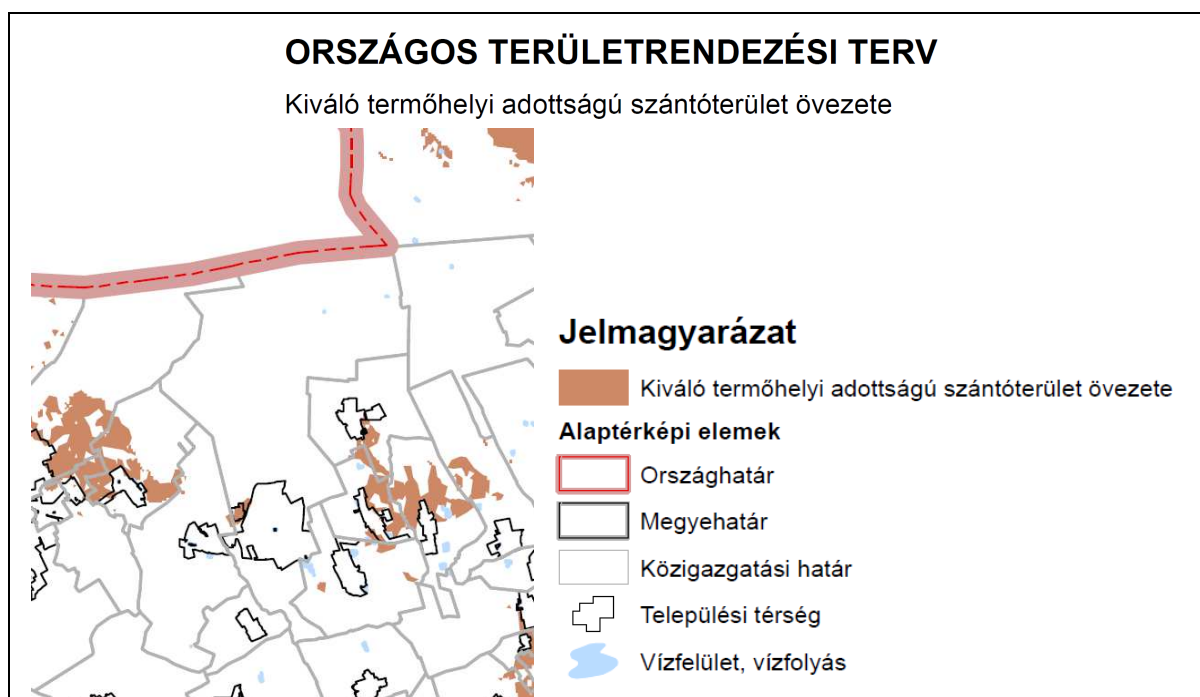 ORSZÁGOS TERÜLETRENDEZÉSI TERV
Kiváló termőhelyi adottságú szántóterület övezete
Jelmagyarázat
Kiváló termőhelyi adottságú szántóterület övezete
Alaptérképi elemek
Országhatár
Megyehatár
Közigazgatási határ
Települési térség
Vízfelület, vízfolyás